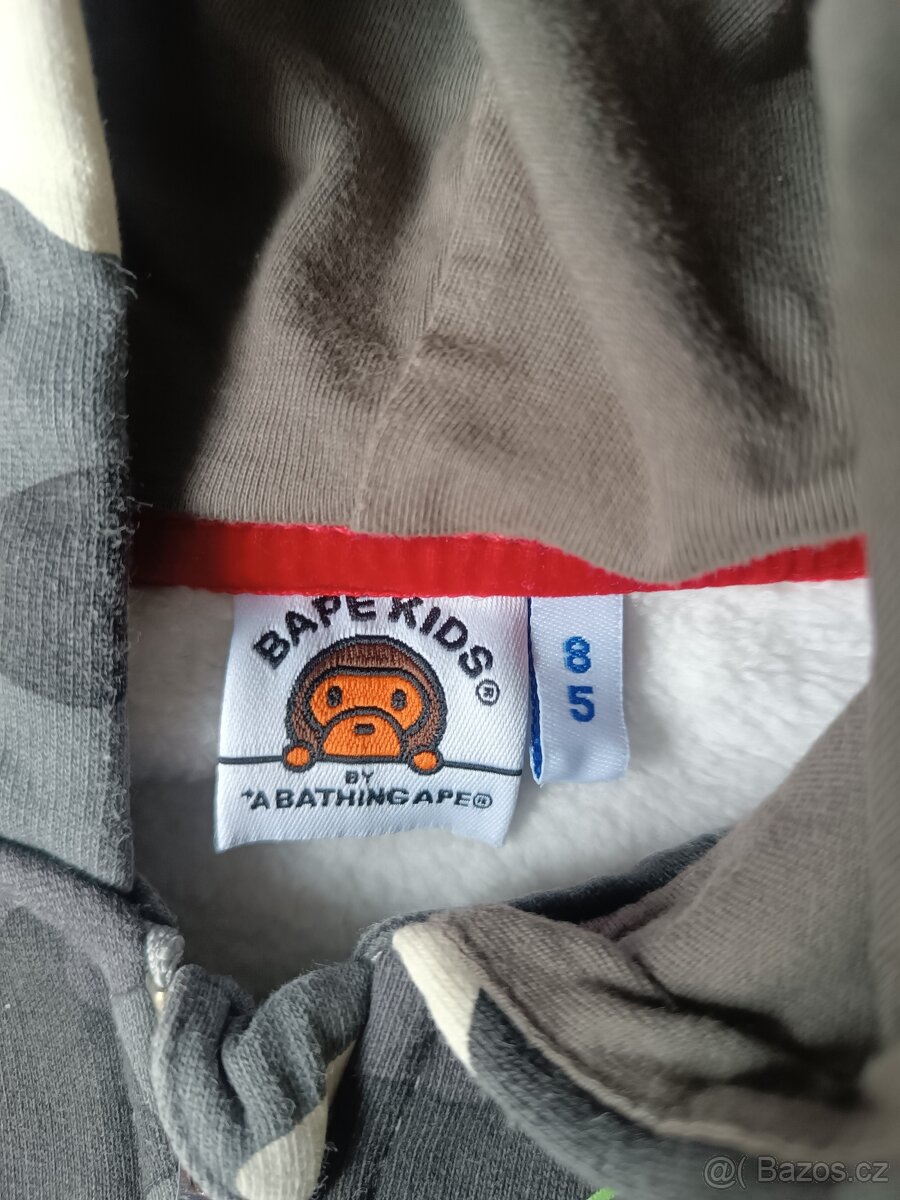 BAPE KIDS®
BY
"A BATHING APE®
8
5
@( Bazos.cz